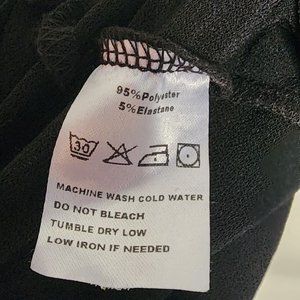 95%Polyester
5%Elastane
30
MACHINE WASH COLD WATER
DO NOT BLEACH
TUMBLE DRY LOW
LOW IRON IF NEEDED